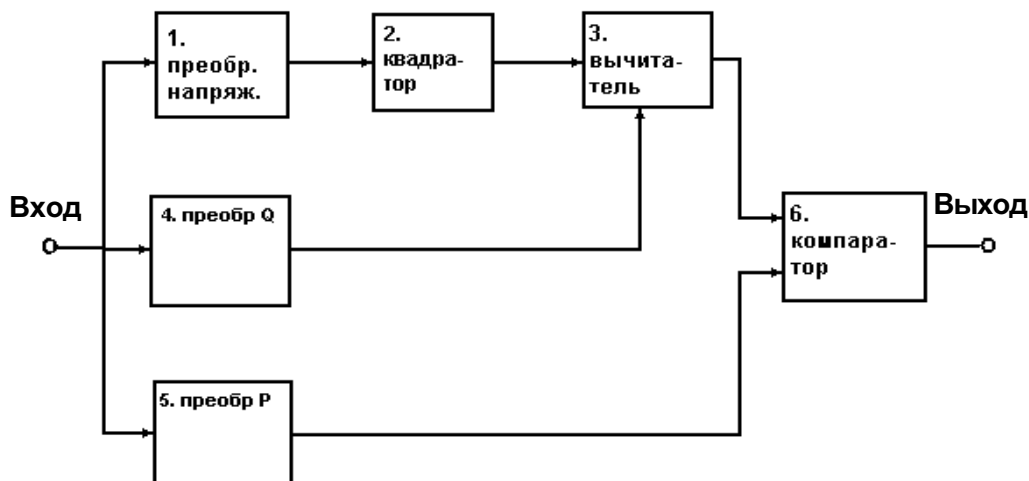 1.
преобр.
напряж.
2.
квадра-
тор
3.
вычита-
тель
Вход
4. преобр Q
6.
компара-
тор
Выход
5. преобр P